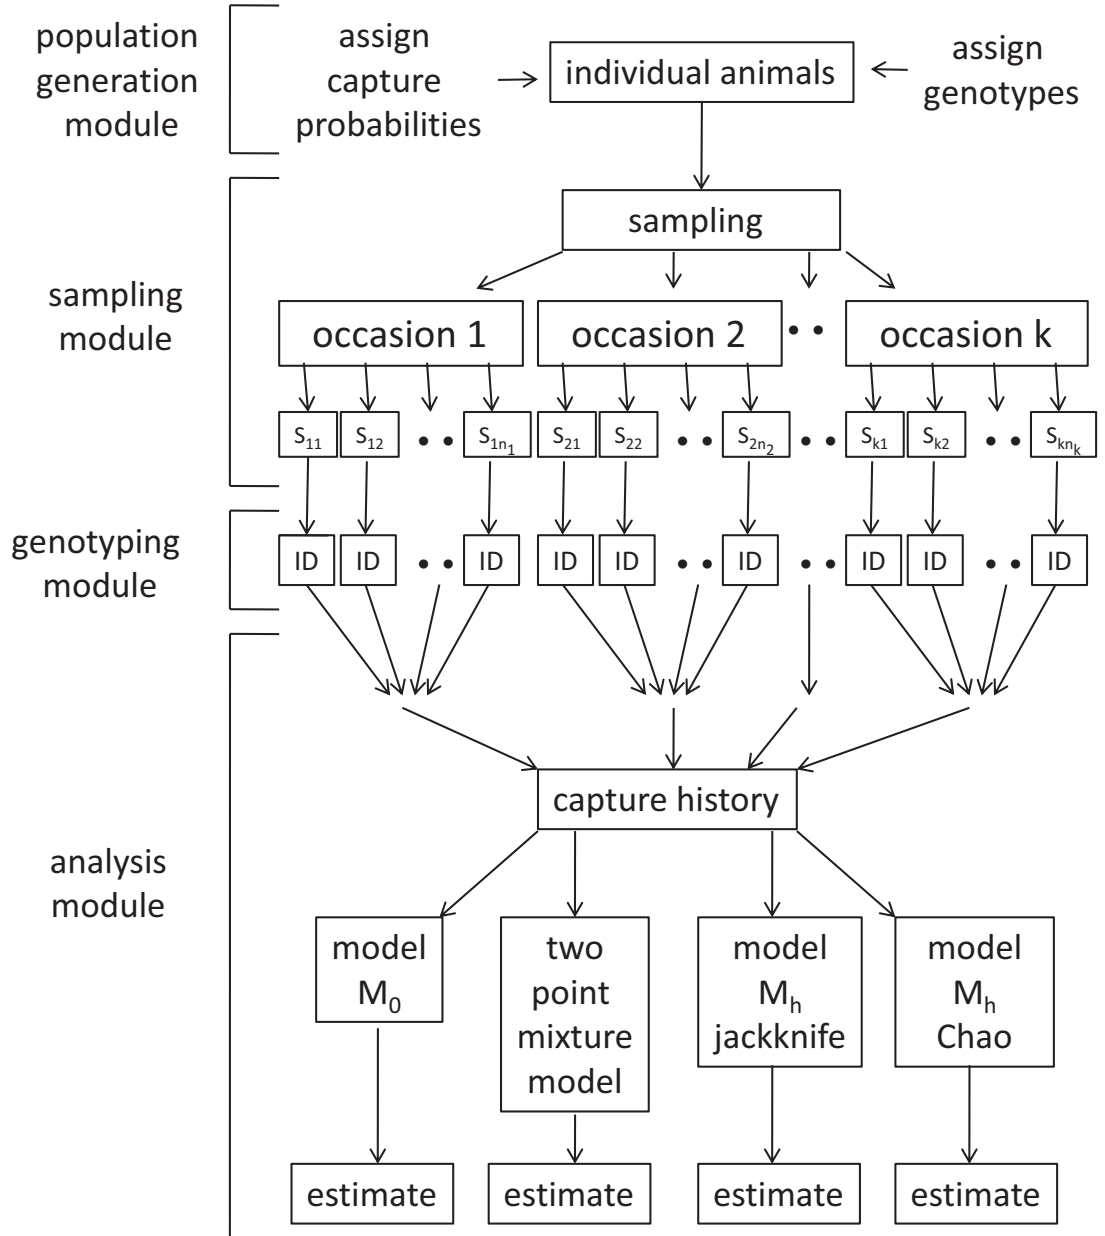 population
generation
module
assign
capture
probabilities
individual animals
assign
genotypes
sampling
module
sampling
occasion 1
occasion 2
• •
occasion k
S₁₁
S₁₂
• •
S₁ₙ₁
S₂₁
S₂₂
• •
S₂ₙ₂
• •
Sₖ₁
Sₖ₂
• •
Sₖₙₖ
genotyping
module
ID
ID
• •
ID
ID
ID
• •
ID
• •
ID
ID
• •
ID
analysis
module
capture history
model
M₀
two
point
mixture
model
model
Mₕ
jackknife
model
Mₕ
Chao
estimate
estimate
estimate
estimate